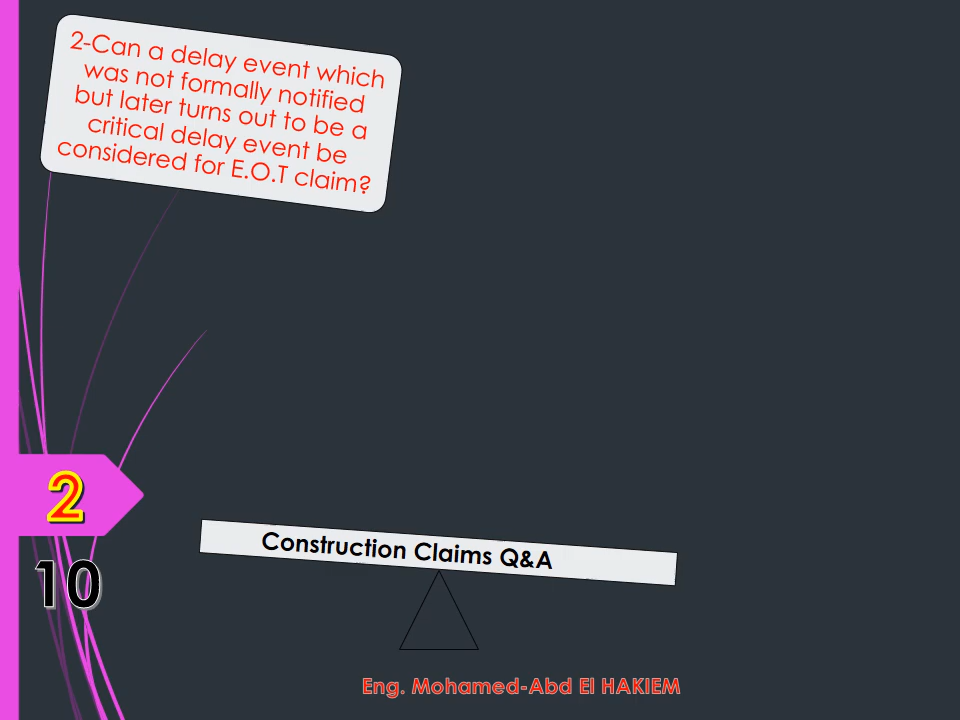 2-Can a delay event which
was not formally notified
but later turns out to be a
critical delay event be
considered for E.O.T claim?
2
10
Construction Claims Q&A
Eng. Mohamed-Abd El HAKIEM